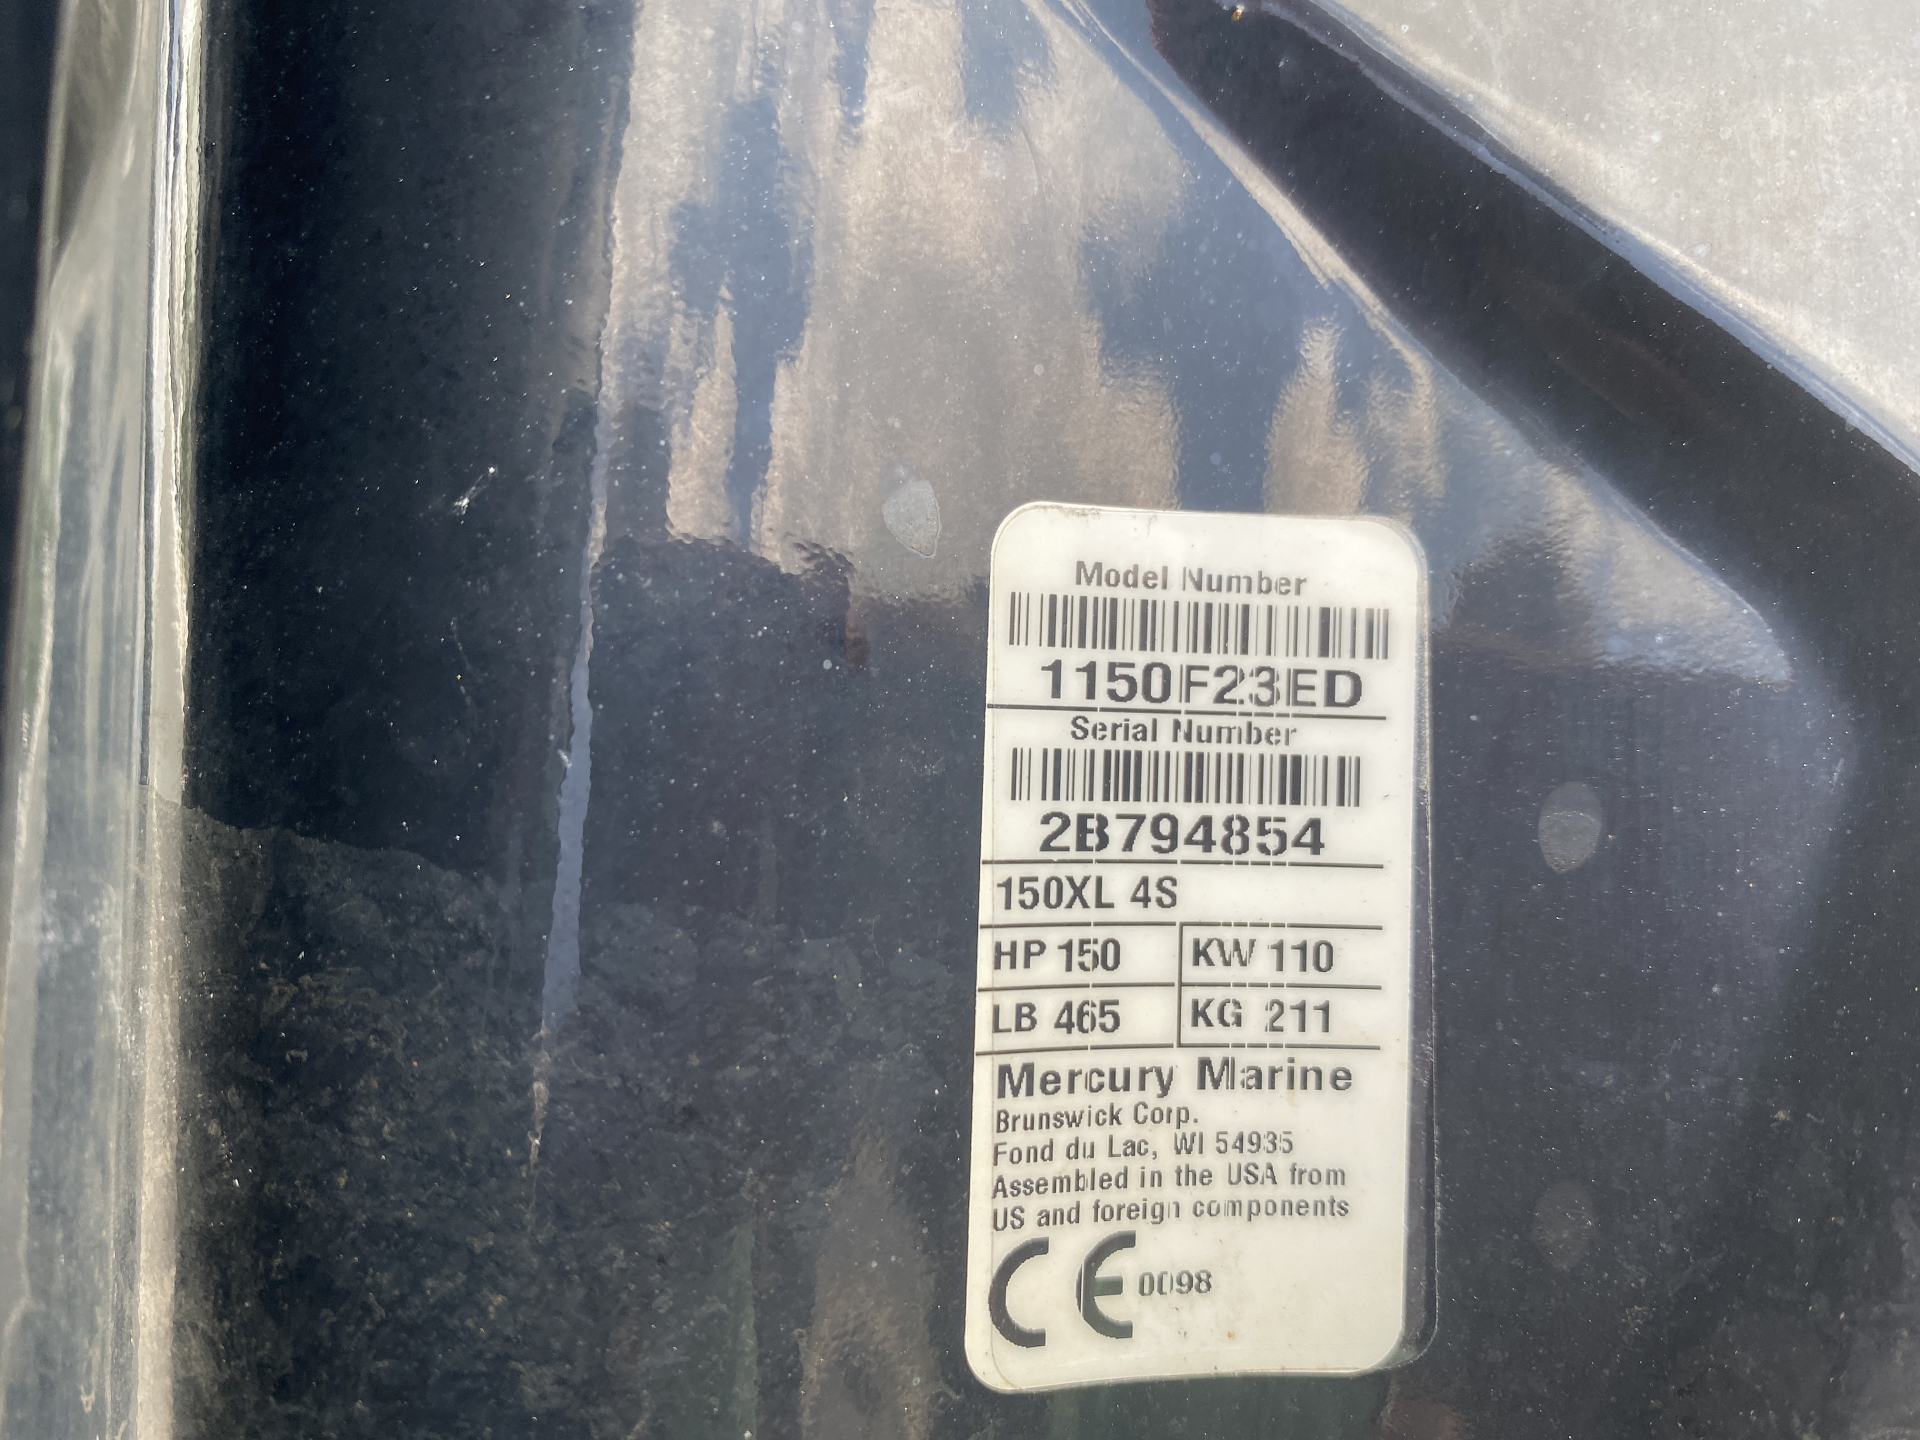 Model Number
1150F23ED
Serial Number
2B794854
150XL 4S
HP 150 KW 110
LB 465 KG 211
Mercury Marine
Brunswick Corp.
Fond du Lac, WI 54935
Assembled in the USA from
US and foreign components
CE 0098